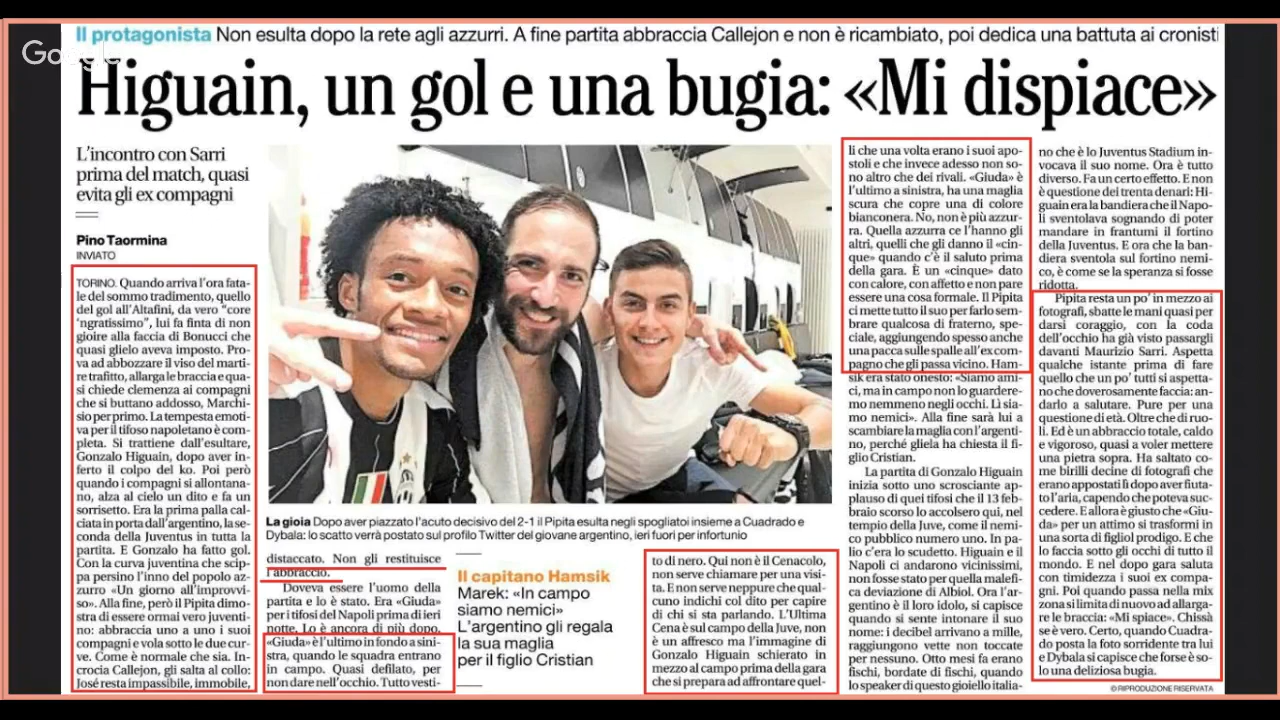 Google
Il protagonista Non esulta dopo la rete agli azzurri. A fine partita abbraccia Callejon e non è ricambiato, poi dedica una battuta ai cronisti
Higuain, un gol e una bugia: «Mi dispiace»
L'incontro con Sarri
prima del match, quasi
evita gli ex compagni
Pino Taormina
INVIATO
TORINO. Quando arriva l'ora fata-
le del sommo tradimento, quello
del gol all'Altafini, da vero "core
'ngratissimo", lui fa finta di non
gioire alla faccia di Bonucci che
quasi glielo aveva imposto. Pro-
va ad abbozzare il viso del marti-
re trafitto, allarga le braccia e qua-
si chiede clemenza ai compagni
che si buttano addosso, Marchi-
sio per primo. La tempesta emoti-
va per il tifoso napoletano è com-
pleta. Si trattiene dall'esultare,
Gonzalo Higuain, dopo aver in-
ferto il colpo del ko. Poi però
quando i compagni si allontana-
no, alza al cielo un dito e fa un
sorrisetto. Era la prima palla cal-
ciata in porta dall'argentino, la se-
conda della Juventus in tutta la
partita. E Gonzalo ha fatto gol.
Con la curva juventina che scip-
pa persino l'inno del popolo az-
zurro «Un giorno all'improvvi-
so». Alla fine, però il Pipita dimo-
stra di essere ormai vero juventi-
no: abbraccia uno a uno i suoi
compagni e vola sotto le due cur-
ve. Come è normale che sia. In-
crocia Callejon, gli salta al collo:
José resta impassibile, immobile,
La gioia Dopo aver piazzato l'acuto decisivo del 2-1 il Pipita esulta negli spogliatoi insieme a Cuadrado e
Dybala: lo scatto verrà postato sul profilo Twitter del giovane argentino, ieri fuori per infortunio
distaccato. Non gli restituisce
l'abbraccio.
Doveva essere l'uomo della
partita e lo è stato. Era «Giuda»
per i tifosi del Napoli prima di ieri
notte. Lo è ancora di più dopo.
«Giuda» è l'ultimo in fondo a sini-
stra, quando le squadra entrano
in campo. Quasi defilato, per
non dare nell'occhio. Tutto vesti-
Il capitano Hamsik
Marek: «In campo
siamo nemici»
L'argentino gli regala
la sua maglia
per il figlio Cristian
to di nero. Qui non è il Cenacolo,
non serve chiamare per una visi-
ta. E non serve neppure che qual-
cuno indichi col dito per capire
di chi si sta parlando. L'Ultima
Cena è sul campo della Juve, non
è un affresco ma l'immagine di
Gonzalo Higuain schierato in
mezzo al campo prima della gara
che si prepara ad affrontare quel-
li che una volta erano i suoi apo-
stoli e che invece adesso non so-
no altro che dei rivali. «Giuda» è
l'ultimo a sinistra, ha una maglia
scura che copre una di colore
bianconera. No, non è più azzur-
ra. Quella azzurra ce l'hanno gli
altri, quelli che gli danno il «cin-
que» quando c'è il saluto prima
della gara. È un «cinque» dato
con calore, con affetto e non pare
essere una cosa formale. Il Pipita
ci mette tutto il suo per farlo sem-
brare qualcosa di fraterno, spe-
ciale, aggiungendo spesso anche
una pacca sulle spalle all'ex com-
pagno che gli passa vicino. Ham-
sik era stato onesto: «Siamo ami-
ci, ma in campo non lo guardere-
mo nemmeno negli occhi. Lì sia-
mo nemici». Alla fine sarà lui a
scambiare la maglia con l'argenti-
no, perché gliela ha chiesta il fi-
glio Cristian.
La partita di Gonzalo Higuain
inizia sotto uno scrosciante ap-
plauso di quei tifosi che il 13 feb-
braio scorso lo accolsero qui, nel
tempio della Juve, come il nemi-
co pubblico numero uno. In pa-
lio c'era lo scudetto. Higuain e il
Napoli ci andarono vicinissimi,
non fosse stato per quella malefi-
ca deviazione di Albiol. Ora l'ar-
gentino è il loro idolo, si capisce
quando si sente intonare il suo
nome: i decibel arrivano a mille,
raggiungono vette non toccate
per nessuno. Otto mesi fa erano
fischi, bordate di fischi, quando
lo speaker di questo gioiello italia-
no che è lo Juventus Stadium in-
vocava il suo nome. Ora è tutto
diverso. Fa un certo effetto. E non
è questione dei trenta denari: Hi-
guain era la bandiera che il Napo-
li sventolava sognando di poter
mandare in frantumi il fortino
della Juventus. E ora che la ban-
diera sventola sul fortino nemi-
co, è come se la speranza si fosse
ridotta.
Pipita resta un po' in mezzo ai
fotografi, sbatte le mani quasi per
darsi coraggio, con la coda
dell'occhio ha già visto passargli
davanti Maurizio Sarri. Aspetta
qualche istante prima di fare
quello che un po' tutti si aspetta-
no che doverosamente faccia: an-
darlo a salutare. Pure per una
questione di età. Oltre che di ruo-
li. Ed è un abbraccio totale, caldo
e vigoroso, quasi a voler mettere
una pietra sopra. Ha saltato co-
me birilli decine di fotografi che
erano appostati lì dopo aver fiuta-
to l'aria, capendo che poteva suc-
cedere. E allora è giusto che «Giu-
da» per un attimo si trasformi in
una sorta di figliol prodigo. E che
lo faccia sotto gli occhi di tutto il
mondo. E nel dopo gara saluta
con timidezza i suoi ex compa-
gni. Poi quando passa nella mix
zona si limita di nuovo ad allarga-
re le braccia: «Mi spiace». Chissà
se è vero. Certo, quando Cuadra-
do posta la foto sorridente tra lui
e Dybala si capisce che forse è so-
lo una deliziosa bugia.
© RIPRODUZIONE RISERVATA